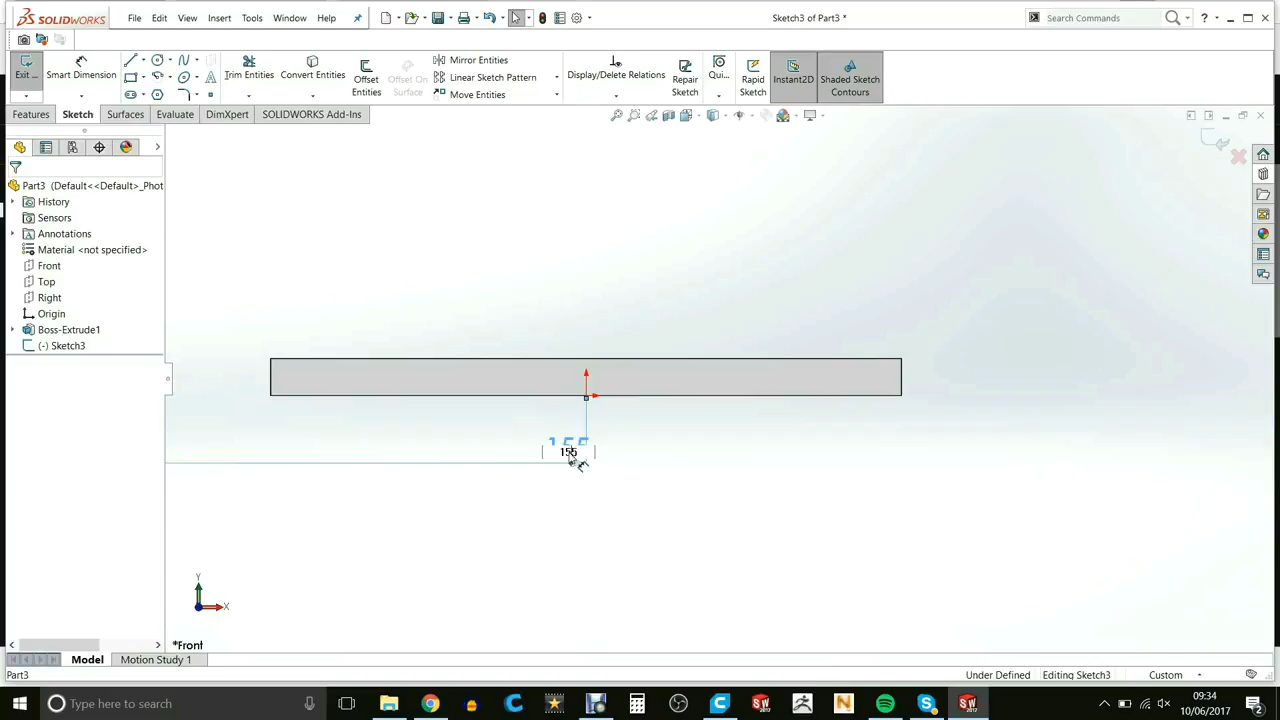 SOLIDWORKS
File
Edit
View
Insert
Tools
Window
Help
Sketch3 of Part3 *
Search Commands
?
Exit ...
Smart Dimension
Trim Entities
Convert Entities
Offset Entities
Offset On Surface
Mirror Entities
Linear Sketch Pattern
Move Entities
Display/Delete Relations
Repair Sketch
Qui...
Rapid Sketch
Instant2D
Shaded Sketch Contours
Features
Sketch
Surfaces
Evaluate
DimXpert
SOLIDWORKS Add-Ins
Part3 (Default<<Default>_Phot
History
Sensors
Annotations
Material <not specified>
Front
Top
Right
Origin
Boss-Extrude1
(-) Sketch3
155
155
Y
X
*Front
Model
Motion Study 1
Part3
Under Defined
Editing Sketch3
Custom
Type here to search
09:34
10/06/2017